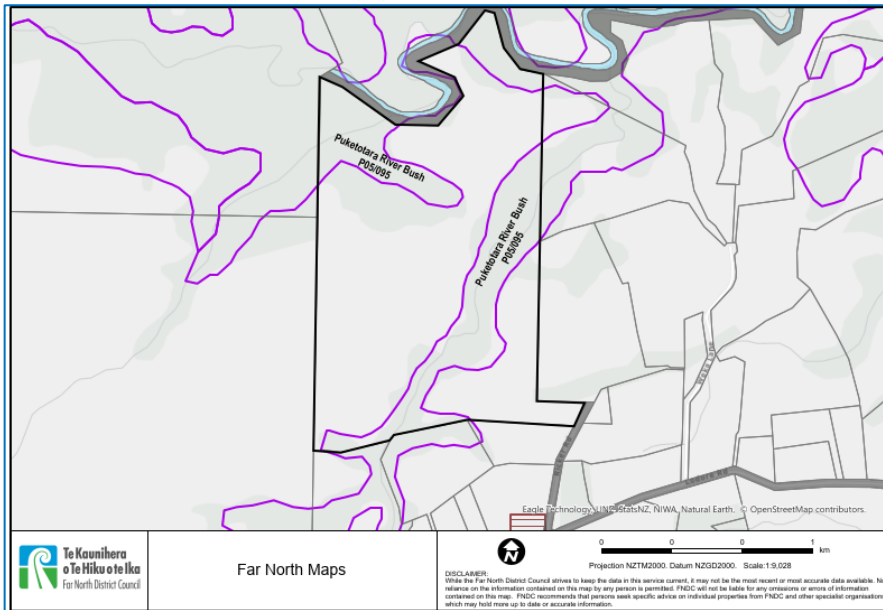 Puketotara River Bush
P05/095
Puketotara River Bush
P05/095
Weka Lane
Rd
Rd
Eagle Technology, LINZ, StatsNZ, NIWA, Natural Earth. © OpenStreetMap contributors.
Te Kaunihera
o Te Hiku o te Ika
Far North District Council
Far North Maps
N
0 0 0 1
km
Projection NZTM2000. Datum NZGD2000. Scale:1:9,028
DISCLAIMER:
While the Far North District Council strives to keep the data in this service current, it may not be the most recent or most accurate data available. No
reliance on the information contained on this map by any person is permitted. FNDC will not be liable for any omissions or errors of information
contained on this map. FNDC recommends that persons seek specific advice on individual properties from FNDC and other specialist organisations
which may hold more up to date or accurate information.